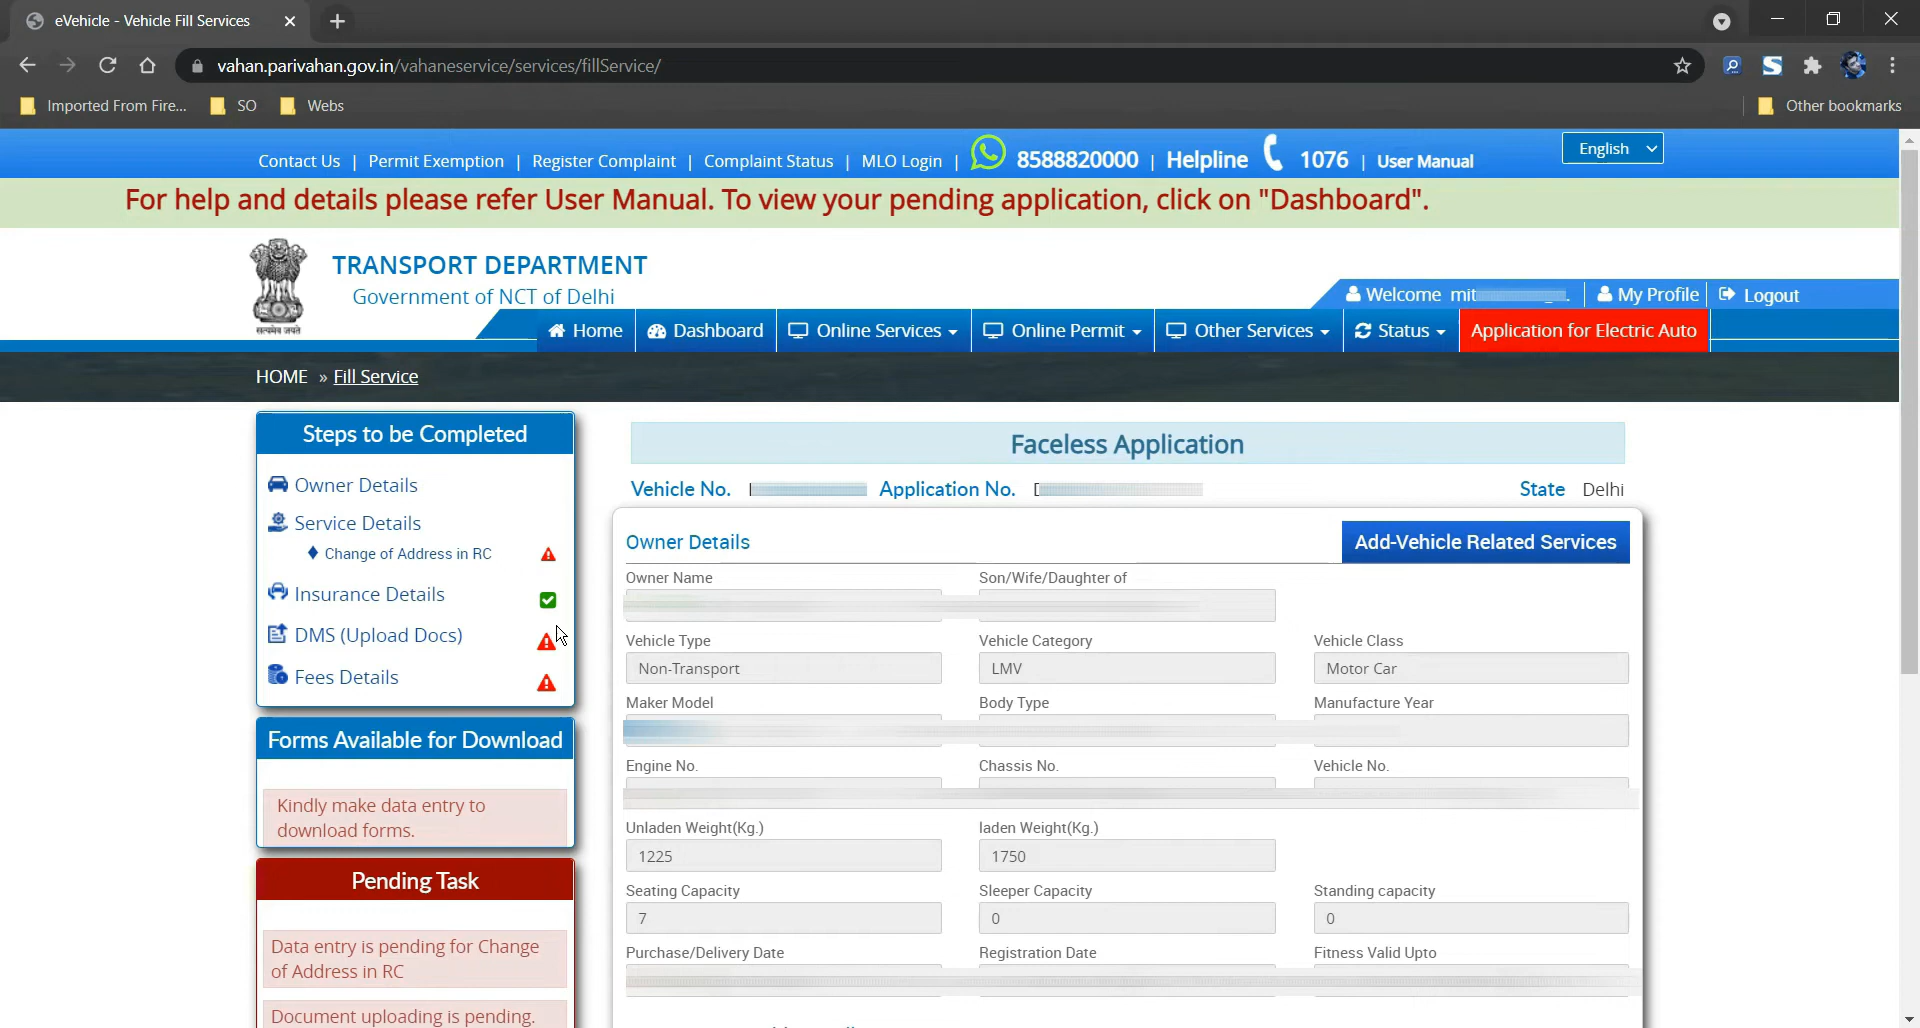 eVehicle - Vehicle Fill Services
vahan.parivahan.gov.in/vahaneservice/services/fillService/
Imported From Fire... SO Webs Other bookmarks
Contact Us | Permit Exemption | Register Complaint | Complaint Status | MLO Login | 8588820000 | Helpline 1076 | User Manual English
For help and details please refer User Manual. To view your pending application, click on "Dashboard".
सत्यमेव जयते
TRANSPORT DEPARTMENT
Government of NCT of Delhi
Welcome mit My Profile Logout
Home Dashboard Online Services Online Permit Other Services Status Application for Electric Auto
HOME » Fill Service
Steps to be Completed
Owner Details
Service Details
Change of Address in RC
Insurance Details
DMS (Upload Docs)
Fees Details
Forms Available for Download
Kindly make data entry to
download forms.
Pending Task
Data entry is pending for Change
of Address in RC
Document uploading is pending.
Faceless Application
Vehicle No. Application No. State Delhi
Owner Details Add-Vehicle Related Services
Owner Name Son/Wife/Daughter of
Vehicle Type Vehicle Category Vehicle Class
Non-Transport LMV Motor Car
Maker Model Body Type Manufacture Year
Engine No. Chassis No. Vehicle No.
Unladen Weight(Kg.) laden Weight(Kg.)
1225 1750
Seating Capacity Sleeper Capacity Standing capacity
7 0 0
Purchase/Delivery Date Registration Date Fitness Valid Upto